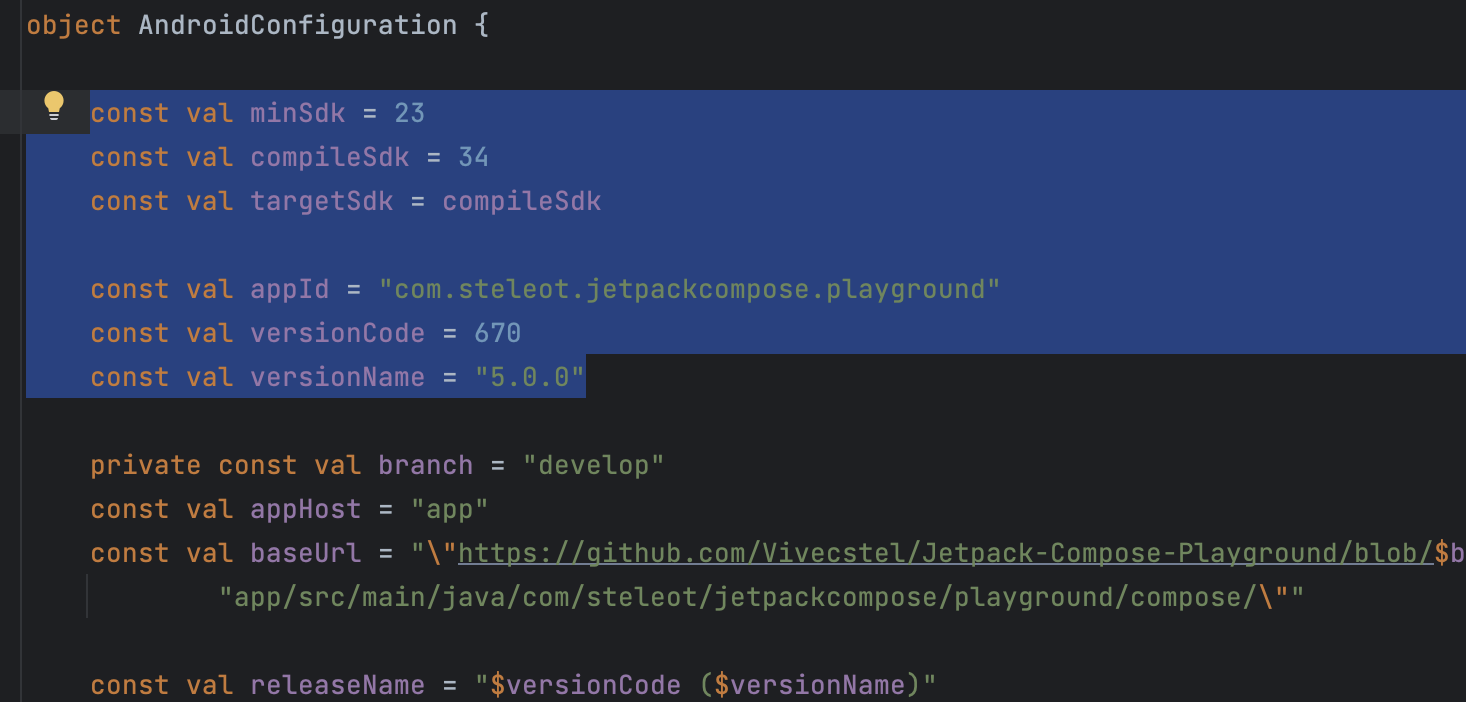 object AndroidConfiguration {
const val minSdk = 23
const val compileSdk = 34
const val targetSdk = compileSdk
const val appId = "com.steleot.jetpackcompose.playground"
const val versionCode = 670
const val versionName = "5.0.0"
private const val branch = "develop"
const val appHost = "app"
const val baseUrl = "\"https://github.com/Vivecstel/Jetpack-Compose-Playground/blob/$b
"app/src/main/java/com/steleot/jetpackcompose/playground/compose/\""
const val releaseName = "$versionCode ($versionName)"